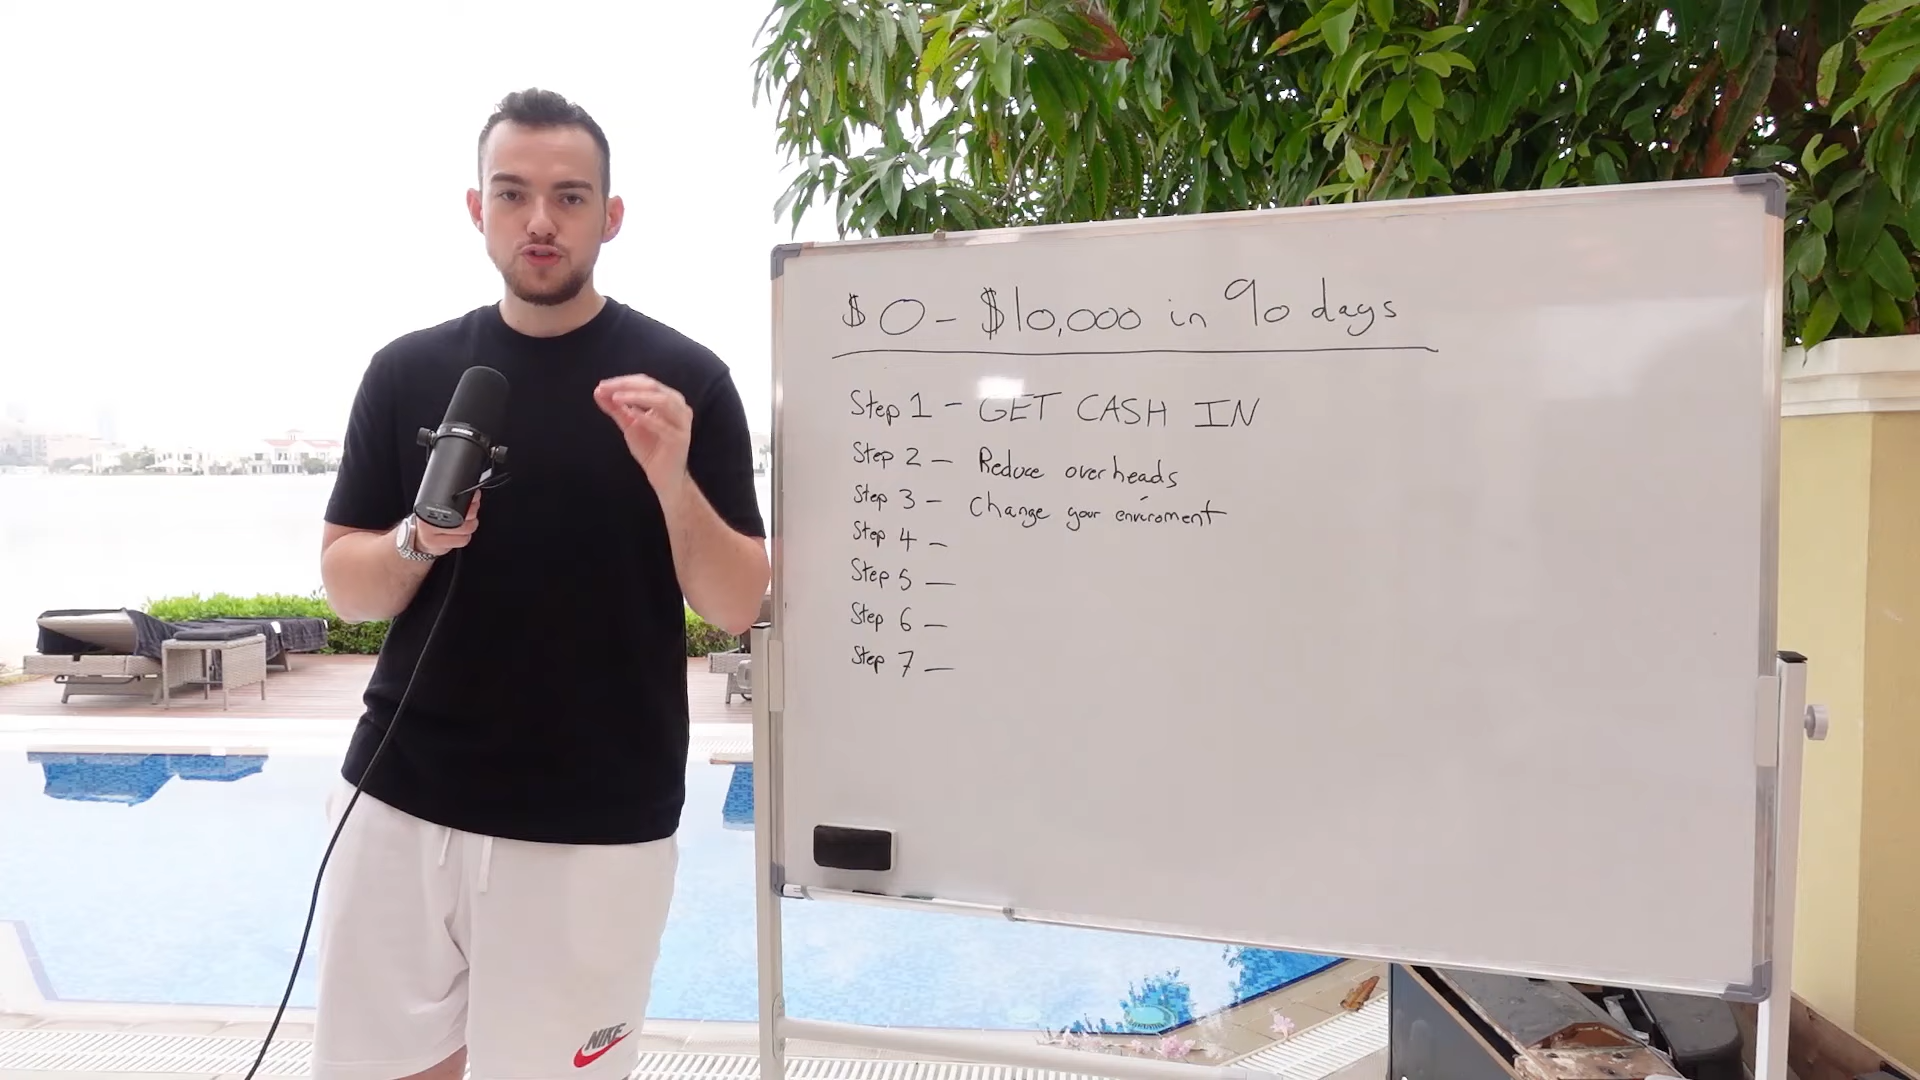 $0 - $10,000 in 90 days
Step 1 - GET CASH IN
Step 2 - Reduce overheads
Step 3 - Change your enviroment
Step 4 -
Step 5 -
Step 6 -
Step 7 -
NIKE